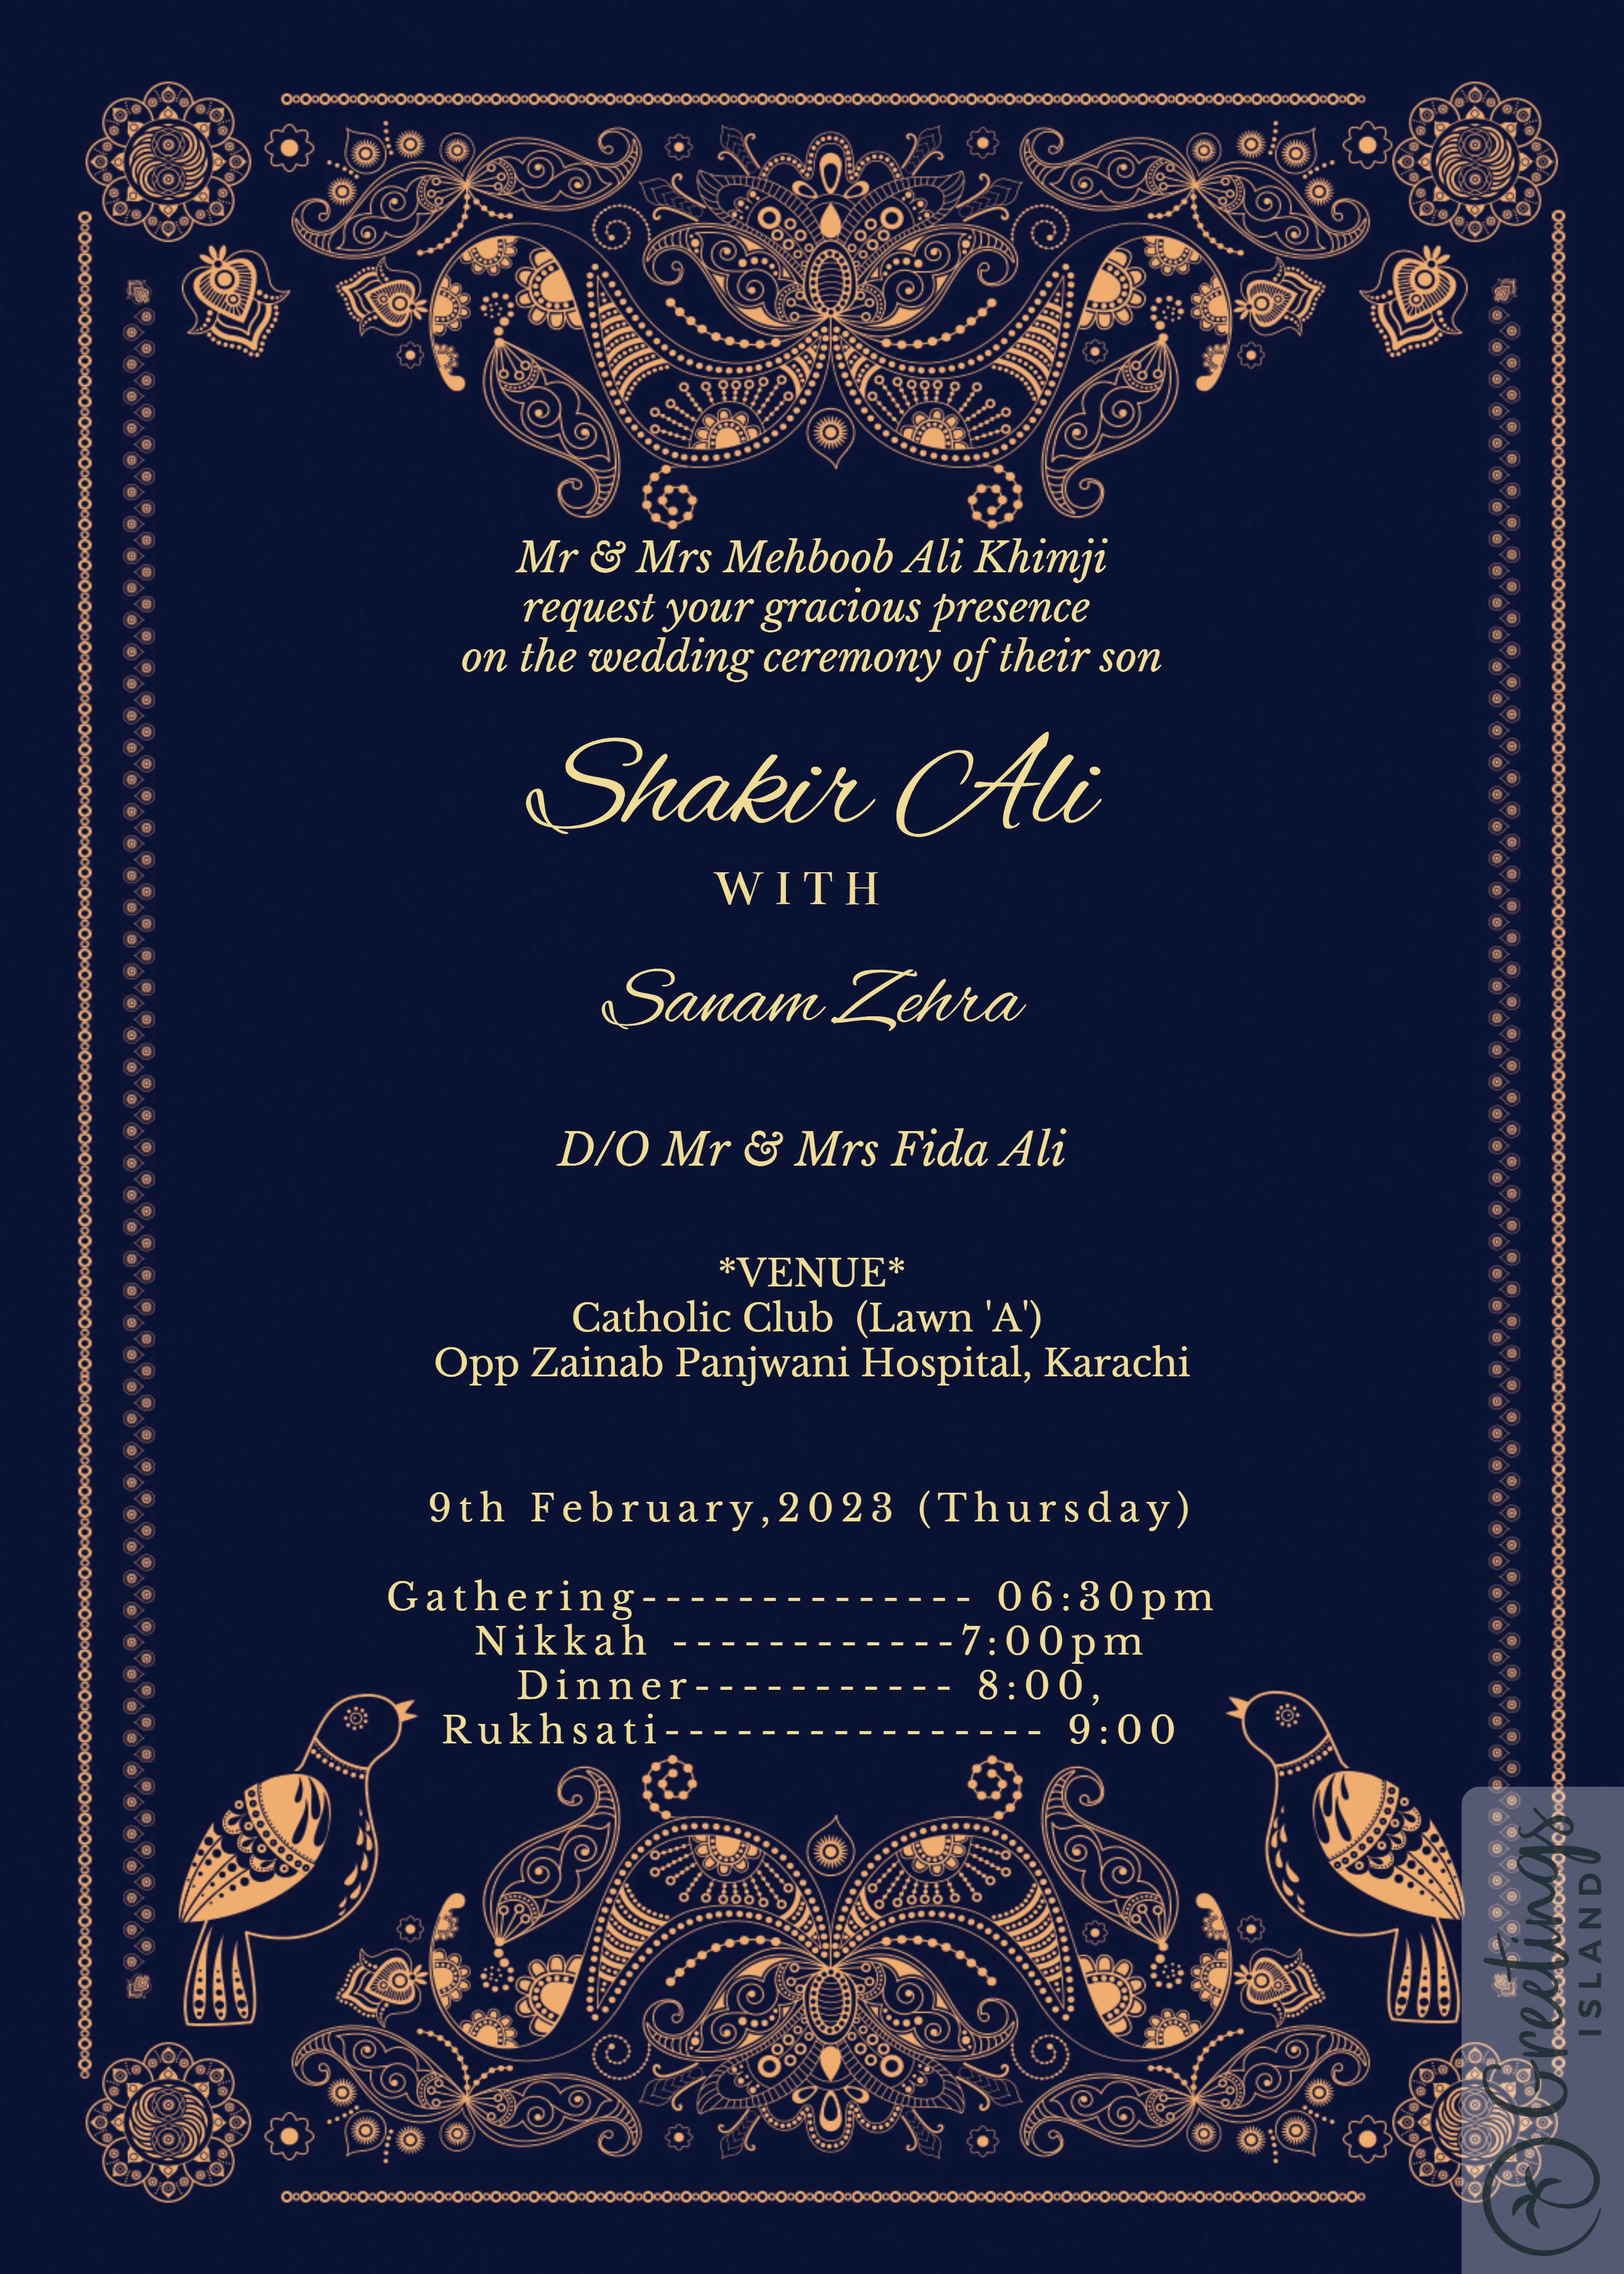 Mr & Mrs Mehboob Ali Khimji
request your gracious presence
on the wedding ceremony of their son
Shakir Ali
WITH
Sanam Zehra
D/O Mr & Mrs Fida Ali
*VENUE*
Catholic Club (Lawn 'A')
Opp Zainab Panjwani Hospital, Karachi
9th February,2023 (Thursday)
Gathering-------------- 06:30pm
Nikkah ------------7:00pm
Dinner----------- 8:00,
Rukhsati---------------- 9:00
Greetings
ISLAND